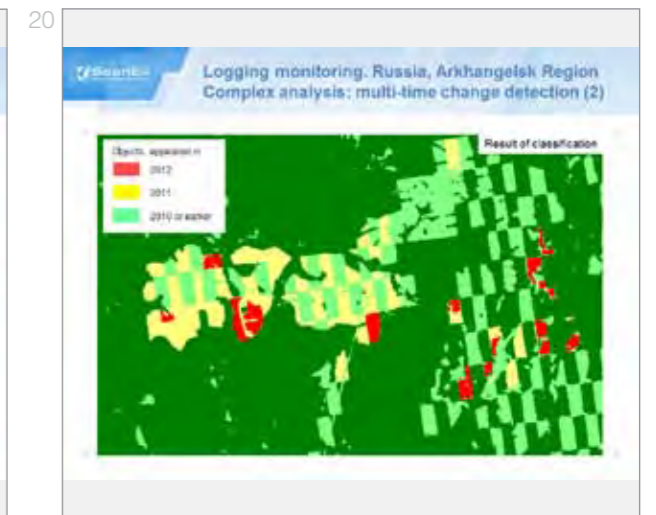 20
ScanEx
Logging monitoring. Russia, Arkhangelsk Region
Complex analysis: multi-time change detection (2)
Result of classification
Objects, appeared in
2012
2011
2010 or earlier